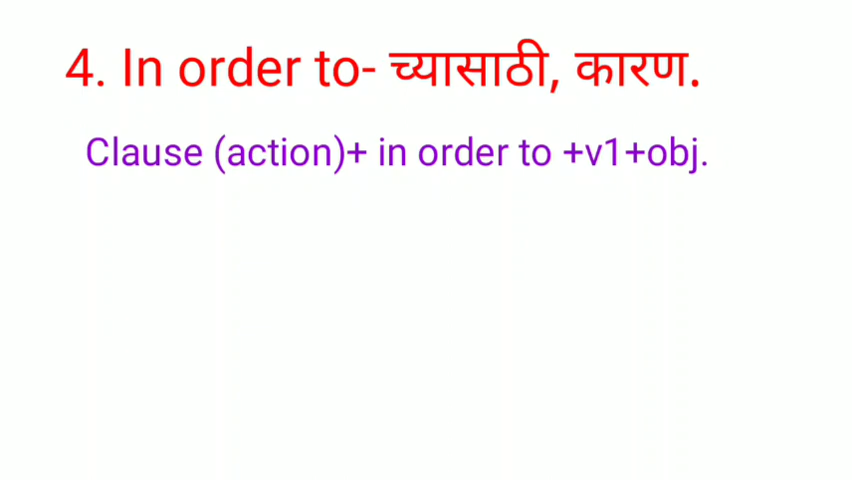 4. In order to- च्यासाठी, कारण.
Clause (action)+ in order to +v1+obj.